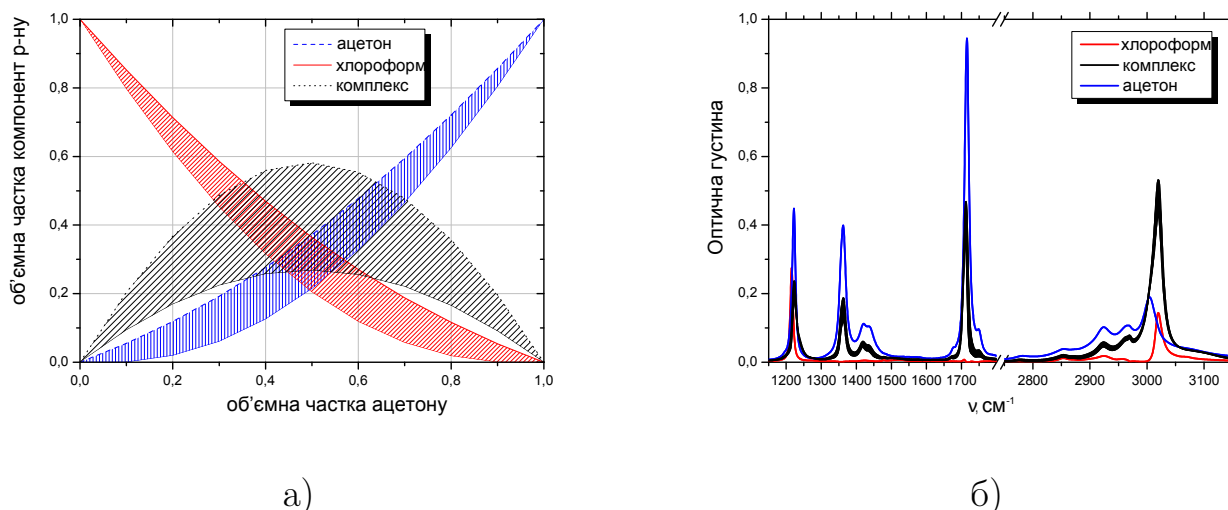 об'ємна частка компонент р-ну
1,0
0,8
0,6
0,4
0,2
0,0
ацетон
хлороформ
комплекс
0,0 0,2 0,4 0,6 0,8 1,0
об'ємна частка ацетону
а)
Оптична густина
1,0
0,8
0,6
0,4
0,2
0,0
хлороформ
комплекс
ацетон
1200 1300 1400 1500 1600 1700 2800 2900 3000 3100
ν, см-1
б)